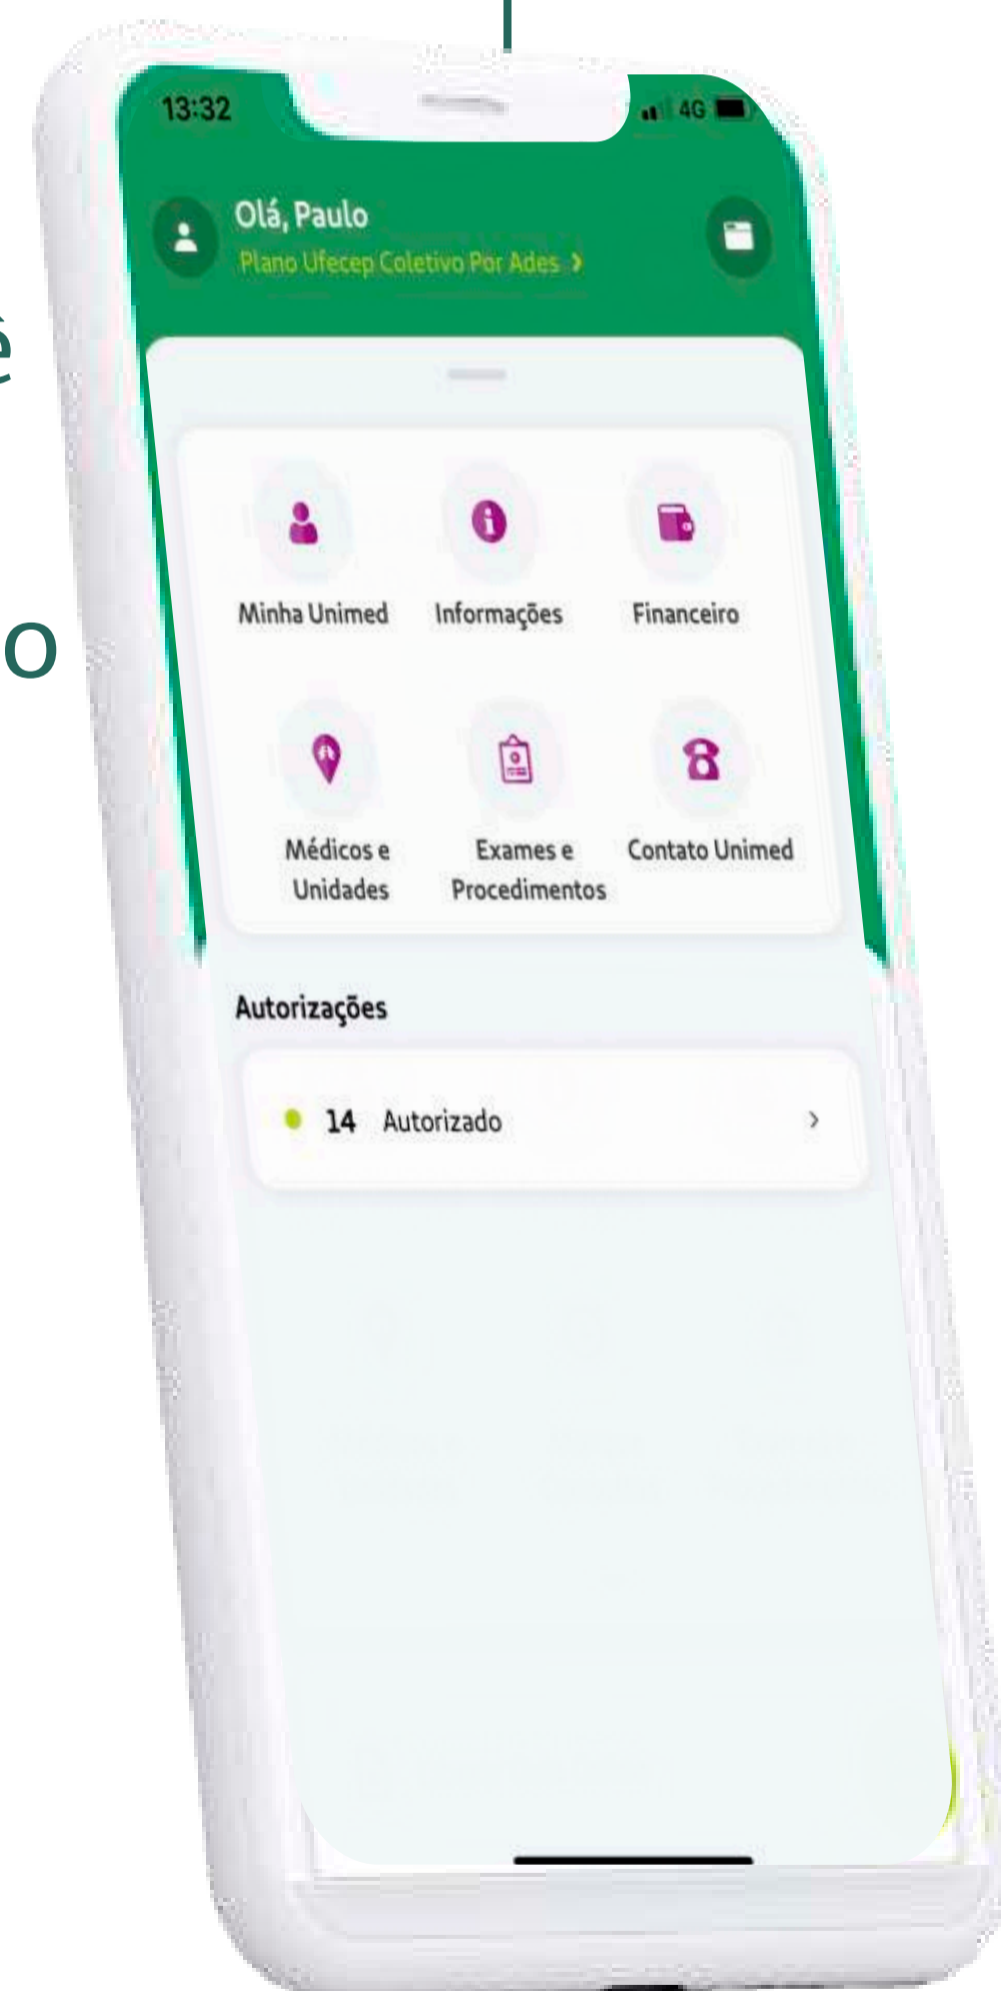 13:32
4G
Olá, Paulo
Plano Ufecep Coletivo Por Ades >
Minha Unimed Informações Financeiro
Médicos e Unidades
Exames e Procedimentos
Contato Unimed
Autorizações
14 Autorizado >
ê
o